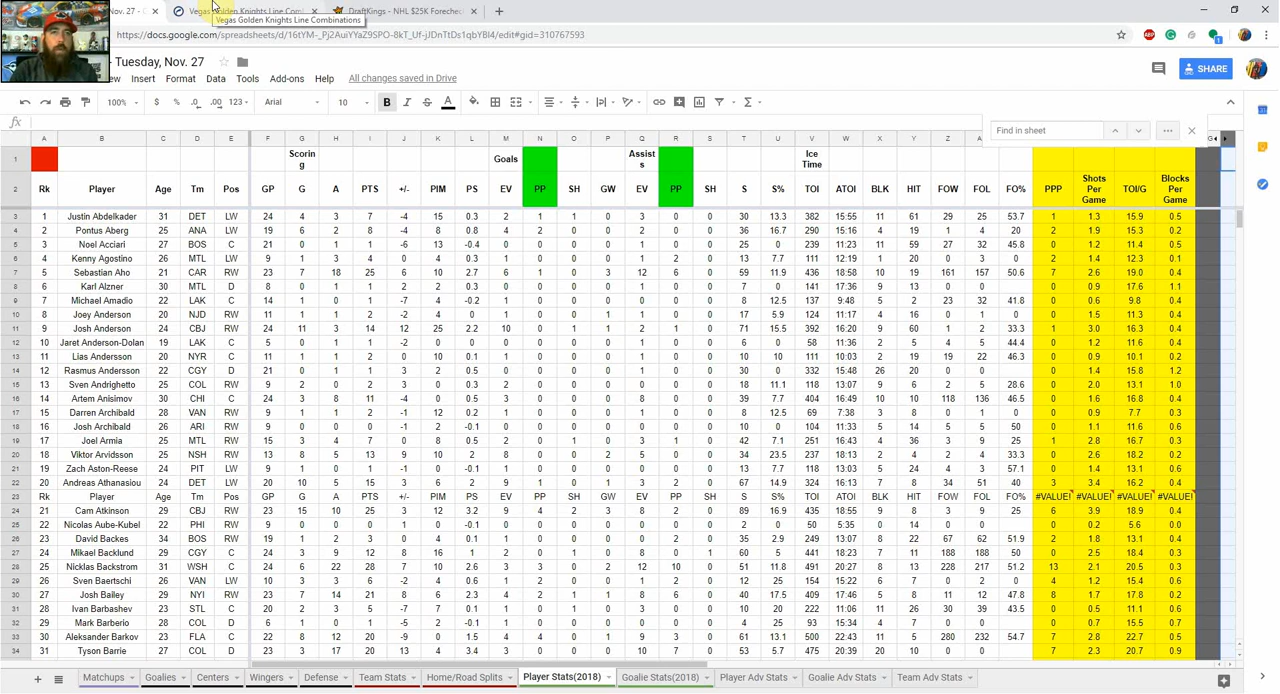 Nov. 27 - × Vegas Golden Knights Line Com × DraftKings - NHL $25K Forechec × +
Vegas Golden Knights Line Combinations
https://docs.google.com/spreadsheets/d/16tYM-_Pj2AuiYYaZ9SPO-8kT_Uf-jJDnTtDs1qbYBl4/edit#gid=310767593
Tuesday, Nov. 27
Insert Format Data Tools Add-ons Help All changes saved in Drive
SHARE
100% $ % .0 .00 123 Arial 10 B I S A
fx
Find in sheet
A B C D E F G H I J K L M N O P Q R S T U V W X Y Z
1 Scoring Goals Assists Ice Time
2 Rk Player Age Tm Pos GP G A PTS +/- PIM PS EV PP SH GW EV PP SH S S% TOI ATOI BLK HIT FOW FOL FO% PPP Shots Per Game TOI/G Blocks Per Game
3 1 Justin Abdelkader 31 DET LW 24 4 3 7 -4 15 0.3 2 1 1 0 3 0 0 30 13.3 382 15:55 11 61 29 25 53.7 1 1.3 15.9 0.5
4 2 Pontus Aberg 25 ANA LW 19 6 2 8 -4 8 0.8 4 2 0 0 2 0 0 36 16.7 290 15:16 4 19 1 4 20 2 1.9 15.3 0.2
5 3 Noel Acciari 27 BOS C 21 0 1 1 -6 13 -0.4 0 0 0 0 1 0 0 25 0 239 11:23 11 59 27 32 45.8 0 1.2 11.4 0.5
6 4 Kenny Agostino 26 MTL LW 9 1 3 4 0 4 0.3 1 0 0 0 1 2 0 13 7.7 111 12:19 1 20 0 3 0 2 1.4 12.3 0.1
7 5 Sebastian Aho 21 CAR RW 23 7 18 25 6 10 2.7 6 1 0 3 12 6 0 59 11.9 436 18:58 10 19 161 157 50.6 7 2.6 19.0 0.4
8 6 Karl Alzner 30 MTL D 8 0 1 1 2 2 0.3 0 0 0 0 1 0 0 7 0 141 17:36 9 13 0 0 0 0.9 17.6 1.1
9 7 Michael Amadio 22 LAK C 14 1 0 1 -7 4 -0.2 1 0 0 0 0 0 0 8 12.5 137 9:48 5 2 23 32 41.8 0 0.6 9.8 0.4
10 8 Joey Anderson 20 NJD RW 11 1 1 2 -2 4 0 1 0 0 0 1 0 0 17 5.9 124 11:17 4 16 0 1 0 0 1.5 11.3 0.4
11 9 Josh Anderson 24 CBJ RW 24 11 3 14 12 25 2.2 10 0 1 1 2 1 0 71 15.5 392 16:20 9 60 1 2 33.3 1 3.0 16.3 0.4
12 10 Jaret Anderson-Dolan 19 LAK C 5 0 1 1 -2 0 0 0 0 0 0 1 0 0 6 0 58 11:36 2 5 4 5 44.4 0 1.2 11.6 0.4
13 11 Lias Andersson 20 NYR C 11 1 1 2 0 10 0.1 1 0 0 0 1 0 0 10 10 111 10:03 2 19 19 22 46.3 0 0.9 10.1 0.2
14 12 Rasmus Andersson 22 CGY D 21 0 1 1 3 2 0.5 0 0 0 0 1 0 0 30 0 332 15:48 26 20 0 0 0 1.4 15.8 1.2
15 13 Sven Andrighetto 25 COL RW 9 2 0 2 3 0 0.3 2 0 0 0 0 0 0 18 11.1 118 13:07 9 6 2 5 28.6 0 2.0 13.1 1.0
16 14 Artem Anisimov 30 CHI C 24 3 8 11 -4 0 0.5 3 0 0 0 8 0 0 39 7.7 404 16:49 10 10 118 136 46.5 0 1.6 16.8 0.4
17 15 Darren Archibald 28 VAN RW 9 1 1 2 -1 12 0.2 1 0 0 0 1 0 0 8 12.5 69 7:38 3 8 0 1 0 0 0.9 7.7 0.3
18 16 Josh Archibald 26 ARI RW 9 0 0 0 -1 2 -0.1 0 0 0 0 0 0 0 10 0 104 11:33 5 14 5 5 50 0 1.1 11.6 0.6
19 17 Joel Armia 25 MTL RW 15 3 4 7 0 8 0.5 2 0 1 0 3 1 0 42 7.1 251 16:43 4 36 3 9 25 1 2.8 16.7 0.3
20 18 Viktor Arvidsson 25 NSH RW 13 8 5 13 9 10 2 8 0 0 2 5 0 0 34 23.5 237 18:13 2 4 2 4 33.3 0 2.6 18.2 0.2
21 19 Zach Aston-Reese 24 PIT LW 9 1 0 1 -1 0 -0.1 1 0 0 0 0 0 0 13 7.7 118 13:03 5 24 4 3 57.1 0 1.4 13.1 0.6
22 20 Andreas Athanasiou 24 DET LW 20 10 5 15 3 6 2 9 1 0 2 3 2 0 67 14.9 324 16:13 7 8 34 51 40 3 3.4 16.2 0.4
23 Rk Player Age Tm Pos GP G A PTS +/- PIM PS EV PP SH GW EV PP SH S S% TOI ATOI BLK HIT FOW FOL FO% #VALUE! #VALUE! #VALUE! #VALUE!
24 21 Cam Atkinson 29 CBJ RW 23 15 10 25 3 12 3.2 9 4 2 3 8 2 0 89 16.9 435 18:55 9 8 3 9 25 6 3.9 18.9 0.4
25 22 Nicolas Aube-Kubel 22 PHI RW 9 0 0 0 1 0 -0.1 0 0 0 0 0 0 0 2 0 50 5:35 0 14 0 0 0 0.2 5.6 0.0
26 23 David Backes 34 BOS RW 19 1 2 3 0 4 0.1 1 0 0 0 0 2 0 35 2.9 249 13:07 8 22 67 62 51.9 2 1.8 13.1 0.4
27 24 Mikael Backlund 29 CGY C 24 3 9 12 8 16 1 2 0 1 0 8 0 1 60 5 441 18:23 7 11 188 188 50 0 2.5 18.4 0.3
28 25 Nicklas Backstrom 31 WSH C 24 6 22 28 7 10 2.6 3 3 0 2 12 10 0 51 11.8 491 20:27 8 13 228 217 51.2 13 2.1 20.5 0.3
29 26 Sven Baertschi 26 VAN LW 10 3 3 6 -2 4 0.6 1 2 0 0 1 2 0 12 25 154 15:22 6 7 0 2 0 4 1.2 15.4 0.6
30 27 Josh Bailey 29 NYI RW 23 7 14 21 8 6 2.3 4 2 1 1 8 6 0 40 17.5 409 17:46 5 8 11 12 47.8 8 1.7 17.8 0.2
31 28 Ivan Barbashev 23 STL C 20 2 3 5 -7 7 0.1 1 0 1 0 3 0 0 10 20 222 11:06 11 26 30 39 43.5 0 0.5 11.1 0.6
32 29 Mark Barberio 28 COL D 6 1 0 1 -5 2 0 1 0 0 0 0 0 0 4 25 93 15:34 4 7 0 0 0 0.7 15.5 0.7
33 30 Aleksander Barkov 23 FLA C 22 8 12 20 -9 0 1.5 4 4 0 1 9 3 0 61 13.1 500 22:43 11 5 280 232 54.7 7 2.8 22.7 0.5
34 31 Tyson Barrie 27 COL D 24 3 17 20 13 4 3.4 1 2 0 0 12 5 0 53 5.7 475 20:39 20 8 0 0 7 2.3 20.7 0.9
Matchups Goalies Centers Wingers Defense Team Stats Home/Road Splits Player Stats(2018) Goalie Stats(2018) Player Adv Stats Goalie Adv Stats Team Adv Stats